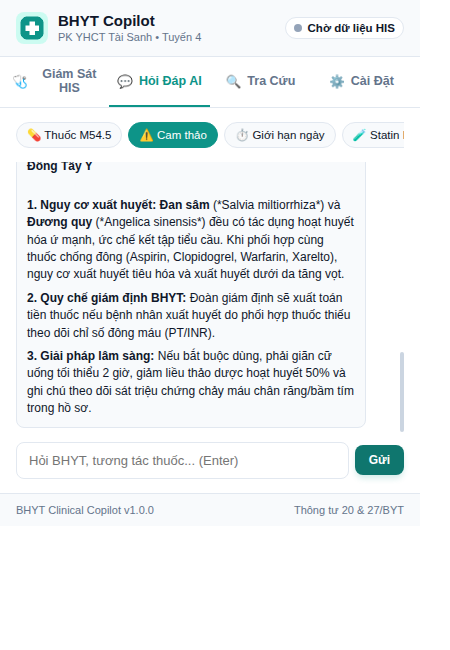 BHYT Copilot
PK YHCT Tài Sanh • Tuyến 4
Chờ dữ liệu HIS
Giám Sát
HIS
Hỏi Đáp AI
Tra Cứu
Cài Đặt
Thuốc M54.5
Cam thảo
Giới hạn ngày
Statin
Đông Tây Y
1. Nguy cơ xuất huyết: Đan sâm (*Salvia miltiorrhiza*) và
Đương quy (*Angelica sinensis*) đều có tác dụng hoạt huyết
hóa ứ mạnh, ức chế kết tập tiểu cầu. Khi phối hợp cùng
thuốc chống đông (Aspirin, Clopidogrel, Warfarin, Xarelto),
nguy cơ xuất huyết tiêu hóa và xuất huyết dưới da tăng vọt.
2. Quy chế giám định BHYT: Đoàn giám định sẽ xuất toán
tiền thuốc nếu bệnh nhân xuất huyết do phối hợp thuốc thiếu
theo dõi chỉ số đông máu (PT/INR).
3. Giải pháp lâm sàng: Nếu bắt buộc dùng, phải giãn cữ
uống tối thiểu 2 giờ, giảm liều thảo dược hoạt huyết 50% và
ghi chú theo dõi sát triệu chứng chảy máu chân răng/bầm tím
trong hồ sơ.
Hỏi BHYT, tương tác thuốc... (Enter)
Gửi
BHYT Clinical Copilot v1.0.0
Thông tư 20 & 27/BYT